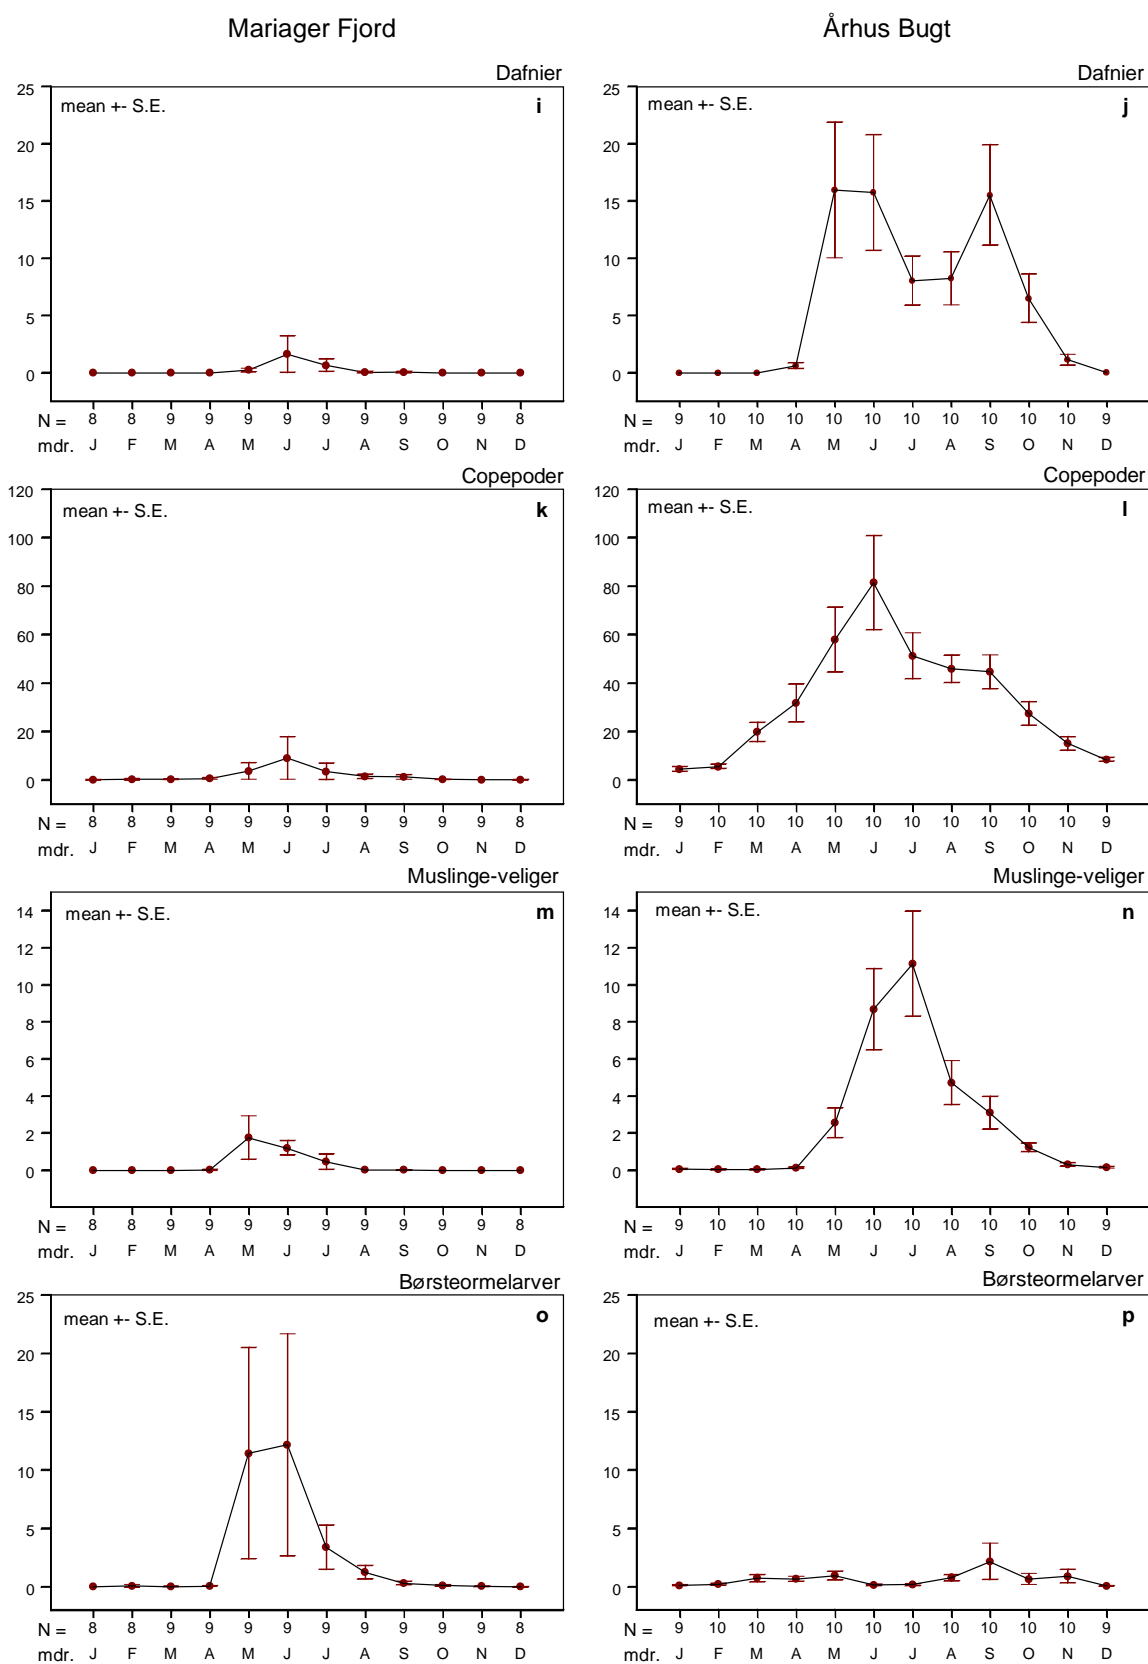 Mariager Fjord
Århus Bugt
Dafnier
mean +- S.E.
i
25
20
15
10
5
0
N = 8 8 9 9 9 9 9 9 9 9 9 8
mdr. J F M A M J J A S O N D
Dafnier
mean +- S.E.
j
25
20
15
10
5
0
N = 9 10 10 10 10 10 10 10 10 10 10 9
mdr. J F M A M J J A S O N D
Copepoder
mean +- S.E.
k
120
100
80
60
40
20
0
N = 8 8 9 9 9 9 9 9 9 9 9 8
mdr. J F M A M J J A S O N D
Copepoder
mean +- S.E.
l
120
100
80
60
40
20
0
N = 9 10 10 10 10 10 10 10 10 10 10 9
mdr. J F M A M J J A S O N D
Muslinge-veliger
mean +- S.E.
m
14
12
10
8
6
4
2
0
N = 8 8 9 9 9 9 9 9 9 9 9 8
mdr. J F M A M J J A S O N D
Muslinge-veliger
mean +- S.E.
n
14
12
10
8
6
4
2
0
N = 9 10 10 10 10 10 10 10 10 10 10 9
mdr. J F M A M J J A S O N D
Børsteormelarver
mean +- S.E.
o
25
20
15
10
5
0
N = 8 8 9 9 9 9 9 9 9 9 9 8
mdr. J F M A M J J A S O N D
Børsteormelarver
mean +- S.E.
p
25
20
15
10
5
0
N = 9 10 10 10 10 10 10 10 10 10 10 9
mdr. J F M A M J J A S O N D